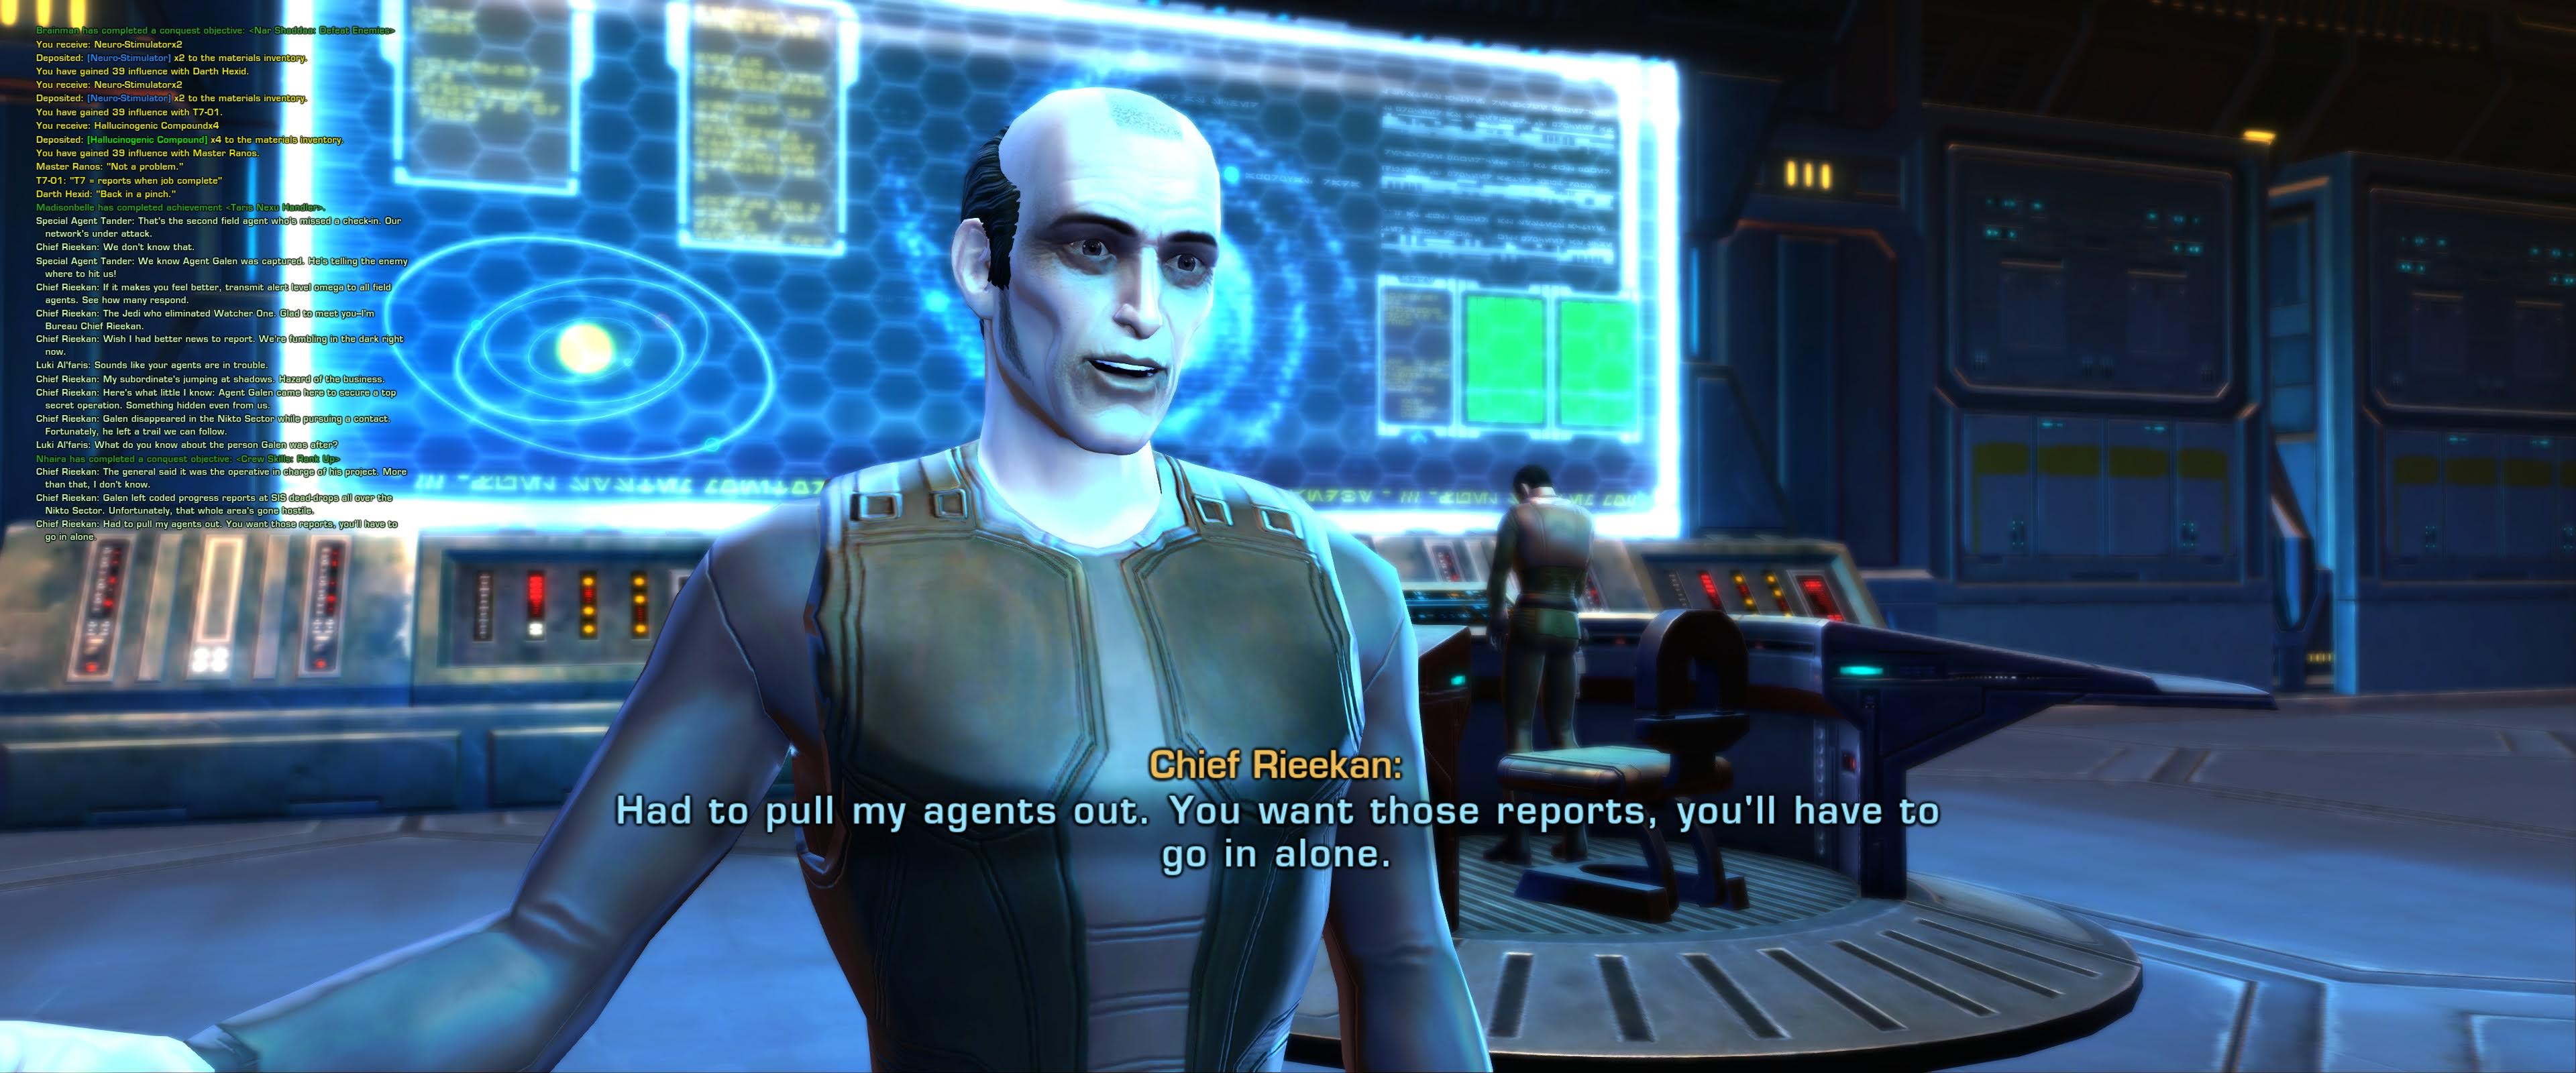 Brainman has completed a conquest objective: <Nar Shaddaa: Defeat Enemies>
You receive: Neuro-Stimulatorx2
Deposited: [Neuro-Stimulator] x2 to the materials inventory.
You have gained 39 influence with Darth Hexid.
You receive: Neuro-Stimulatorx2
Deposited: [Neuro-Stimulator] x2 to the materials inventory.
You have gained 39 influence with T7-01.
You receive: Hallucinogenic Compoundx4
Deposited: [Hallucinogenic Compound] x4 to the materials inventory.
You have gained 39 influence with Master Ranos.
Master Ranos: "Not a problem."
T7-01: "T7 = reports when job complete"
Darth Hexid: "Back in a pinch."
Madisonbelle has completed achievement <Taris Nexu Handler>.
Special Agent Tander: That's the second field agent who's missed a check-in. Our
network's under attack.
Chief Rieekan: We don't know that.
Special Agent Tander: We know Agent Galen was captured. He's telling the enemy
where to hit us!
Chief Rieekan: If it makes you feel better, transmit alert level omega to all field
agents. See how many respond.
Chief Rieekan: The Jedi who eliminated Watcher One. Glad to meet you–I'm
Bureau Chief Rieekan.
Chief Rieekan: Wish I had better news to report. We're fumbling in the dark right
now.
Luki Al'faris: Sounds like your agents are in trouble.
Chief Rieekan: My subordinate's jumping at shadows. Hazard of the business.
Chief Rieekan: Here's what little I know: Agent Galen came here to secure a top
secret operation. Something hidden even from us.
Chief Rieekan: Galen disappeared in the Nikto Sector while pursuing a contact.
Fortunately, he left a trail we can follow.
Luki Al'faris: What do you know about the person Galen was after?
Nhaira has completed a conquest objective: <Crew Skills: Rank Up>
Chief Rieekan: The general said it was the operative in charge of his project. More
than that, I don't know.
Chief Rieekan: Galen left coded progress reports at SIS dead-drops all over the
Nikto Sector. Unfortunately, that whole area's gone hostile.
Chief Rieekan: Had to pull my agents out. You want those reports, you'll have to
go in alone.
Chief Rieekan:
Had to pull my agents out. You want those reports, you'll have to
go in alone.